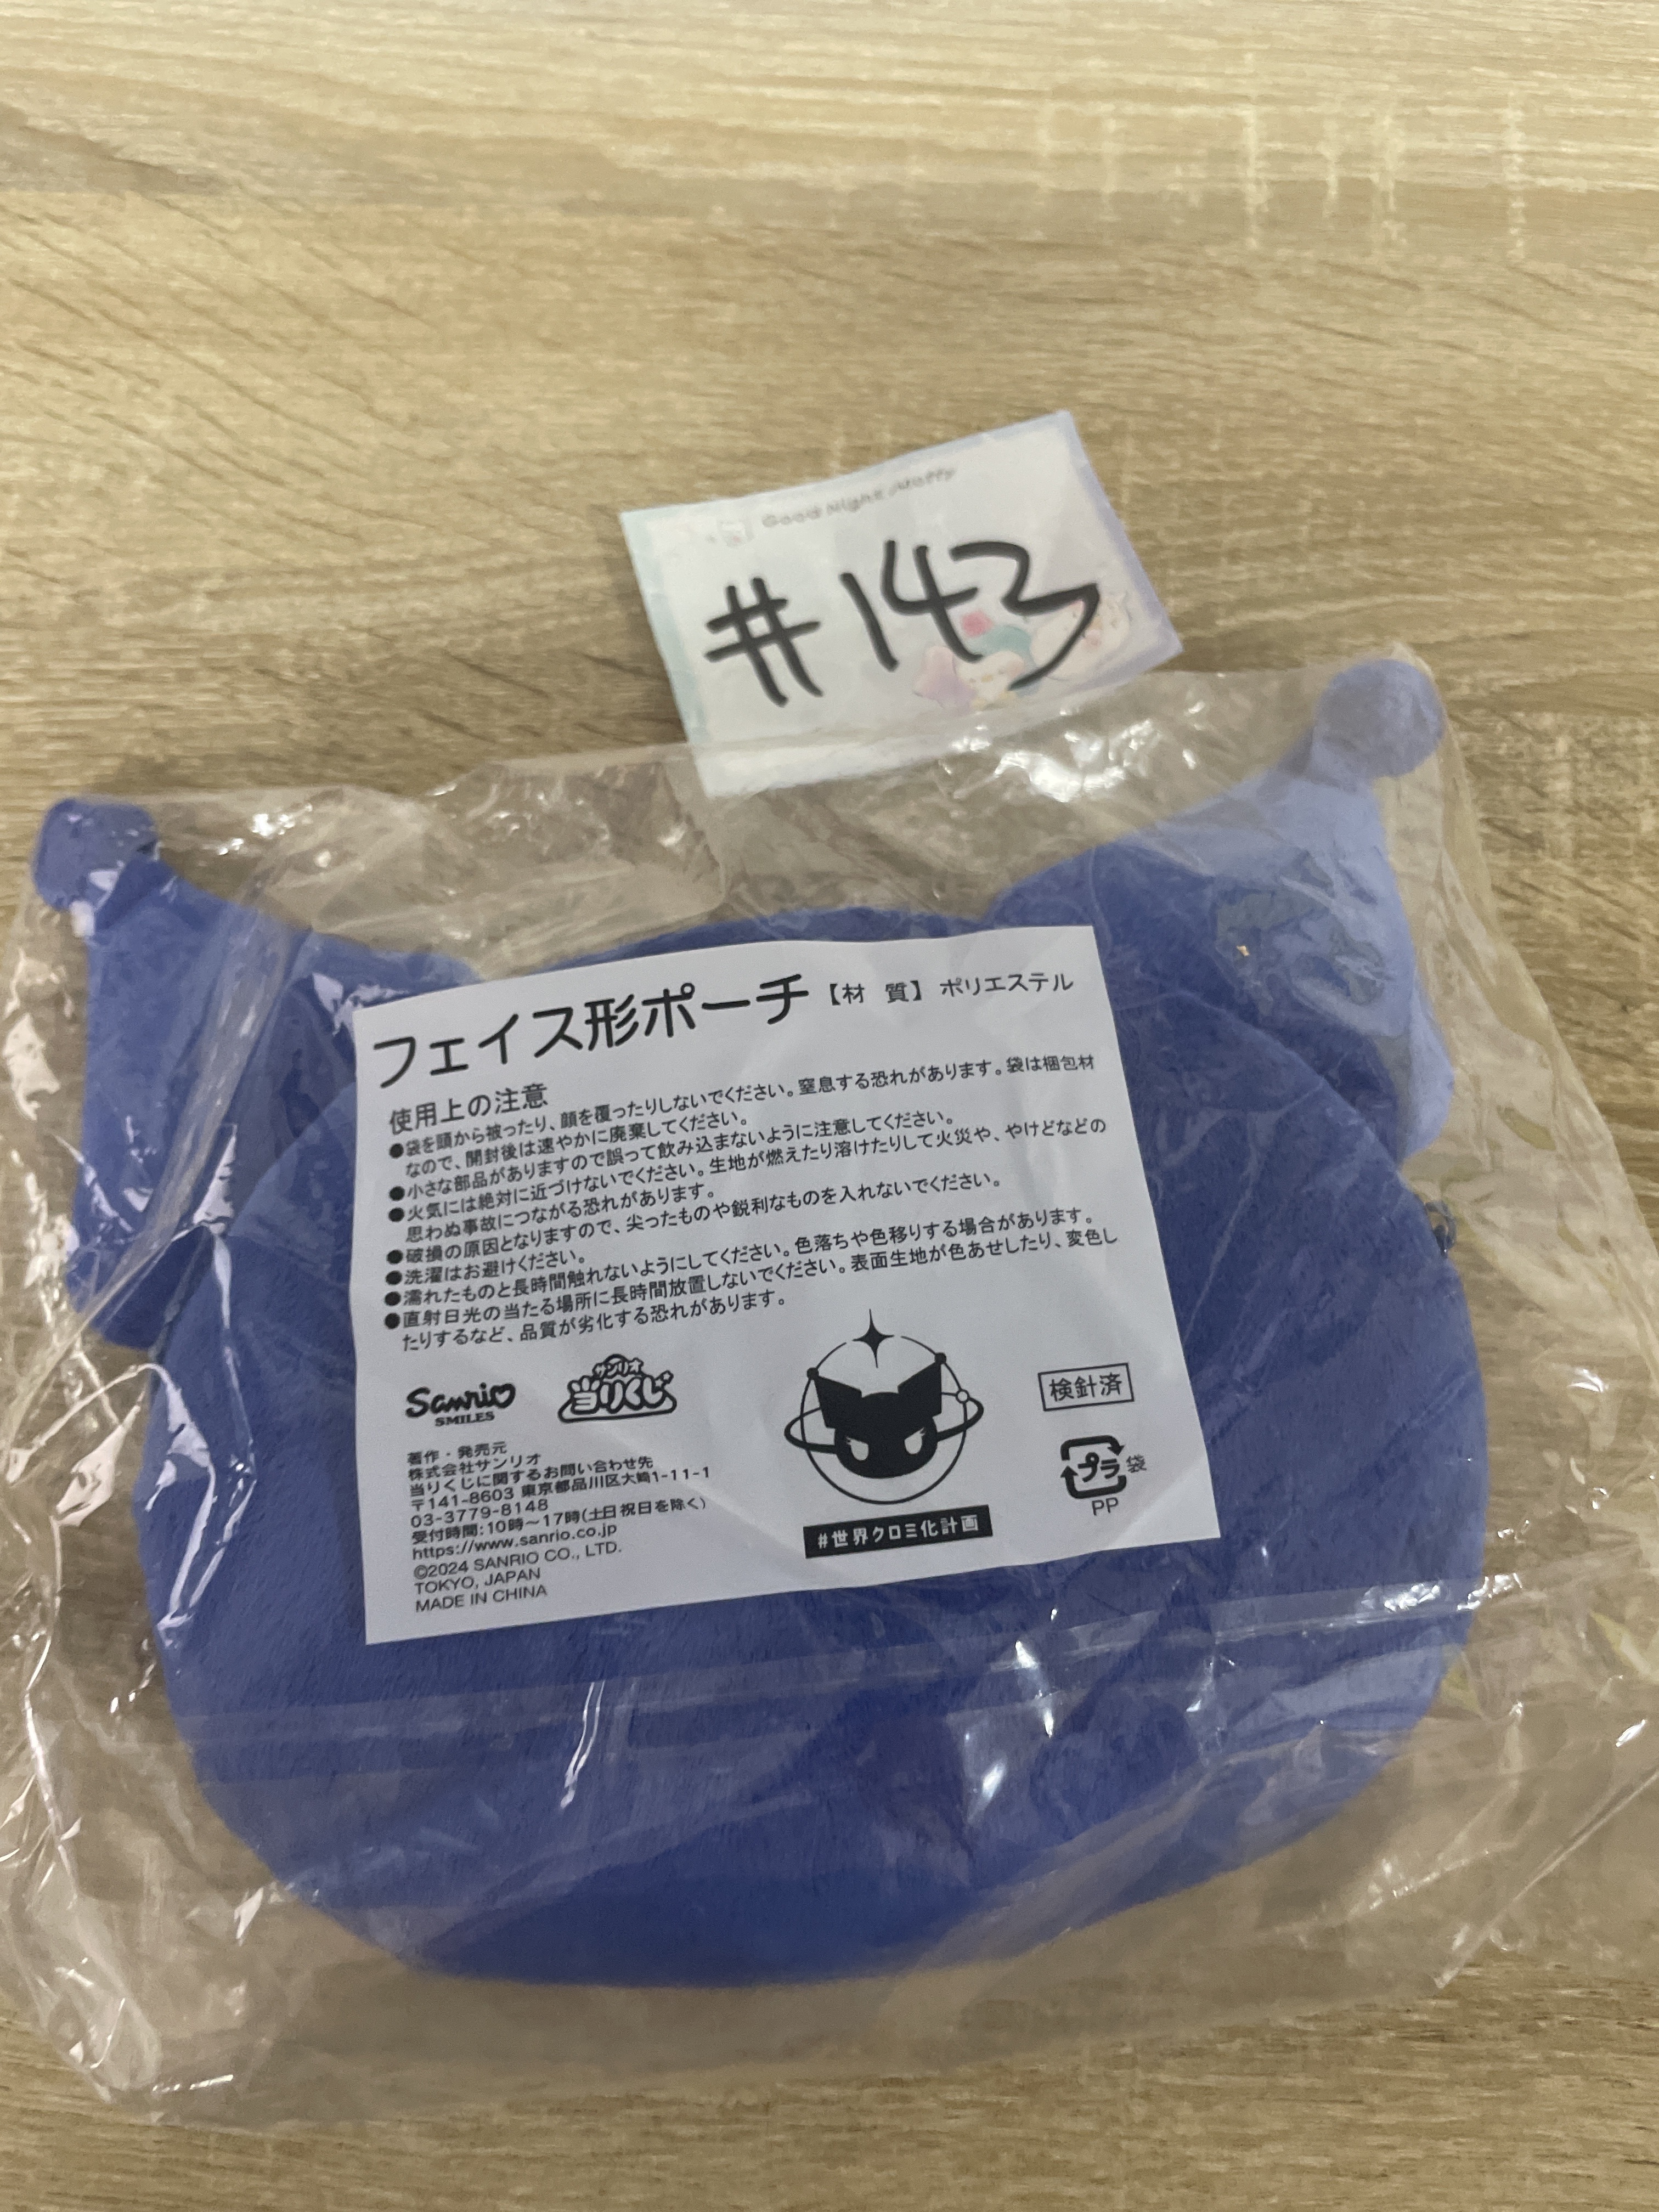 Good Night Moffy
#143
フェイス形ポーチ【材 質】ポリエステル
使用上の注意
●袋を頭から被ったり、顔を覆ったりしないでください。窒息する恐れがあります。袋は梱包材
なので、開封後は速やかに廃棄してください。
●小さな部品がありますので誤って飲み込まないように注意してください。
●火気には絶対に近づけないでください。生地が燃えたり溶けたりして火災や、やけどなどの
思わぬ事故につながる恐れがあります。
●破損の原因となりますので、尖ったものや鋭利なものを入れないでください。
●洗濯はお避けください。
●濡れたものと長時間触れないようにしてください。色落ちや色移りする場合があります。
●直射日光の当たる場所に長時間放置しないでください。表面生地が色あせしたり、変色し
たりするなど、品質が劣化する恐れがあります。
Sanrio
SMILES
サンリオ
当りくじ
著作・発売元
株式会社サンリオ
当りくじに関するお問い合わせ先
〒141-8603 東京都品川区大崎1-11-1
03-3779-8148
受付時間:10時～17時(土日祝日を除く)
https://www.sanrio.co.jp
©2024 SANRIO CO., LTD.
TOKYO, JAPAN
MADE IN CHINA
#世界クロミ化計画
検針済
プラ 袋
PP